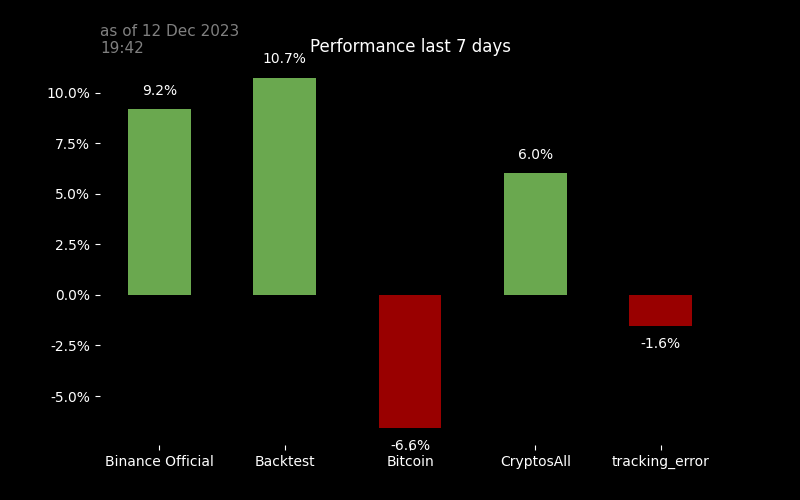 as of 12 Dec 2023
19:42
Performance last 7 days
10.7%
9.2%
10.0%
7.5%
6.0%
5.0%
2.5%
0.0%
-2.5%
-1.6%
-5.0%
-6.6%
Binance Official
Backtest
Bitcoin
CryptosAll
tracking_error